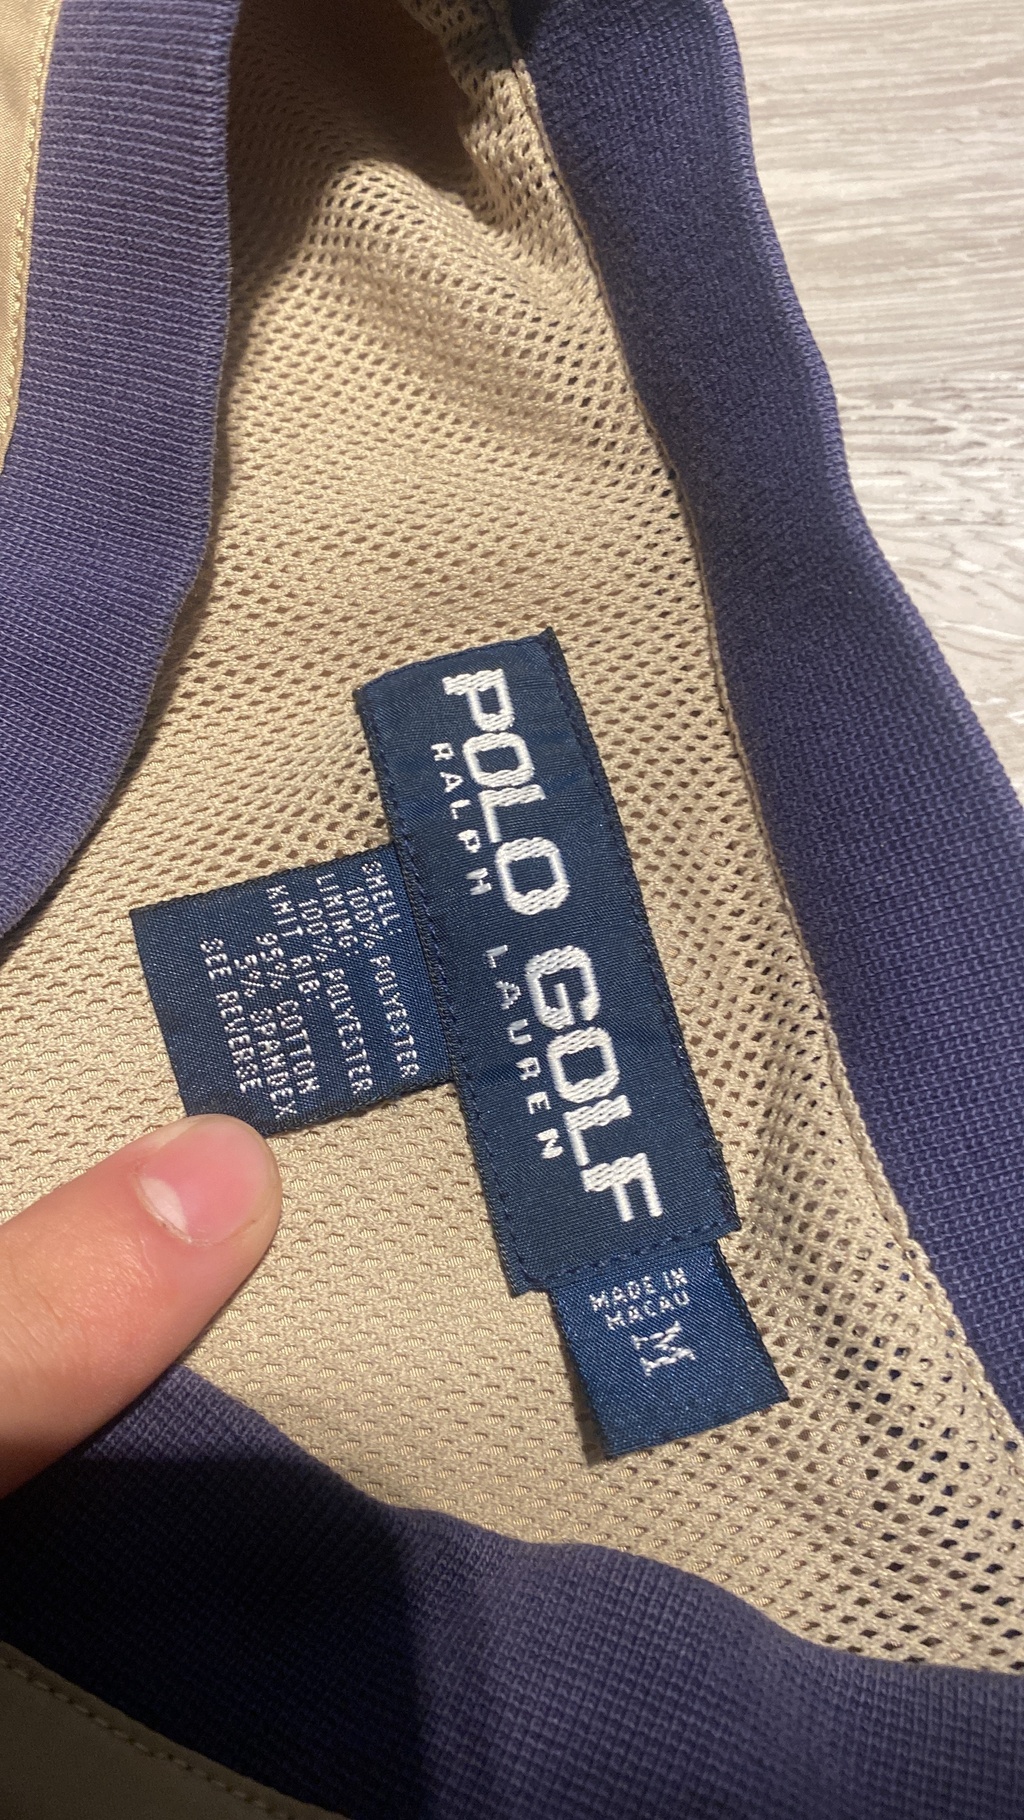 POLO GOLF
RALPH LAUREN
MADE IN
MACAU
M
SHELL:
100% POLYESTER
LINING:
100% POLYESTER
KNIT RIB:
95% COTTON
5% SPANDEX
SEE REVERSE